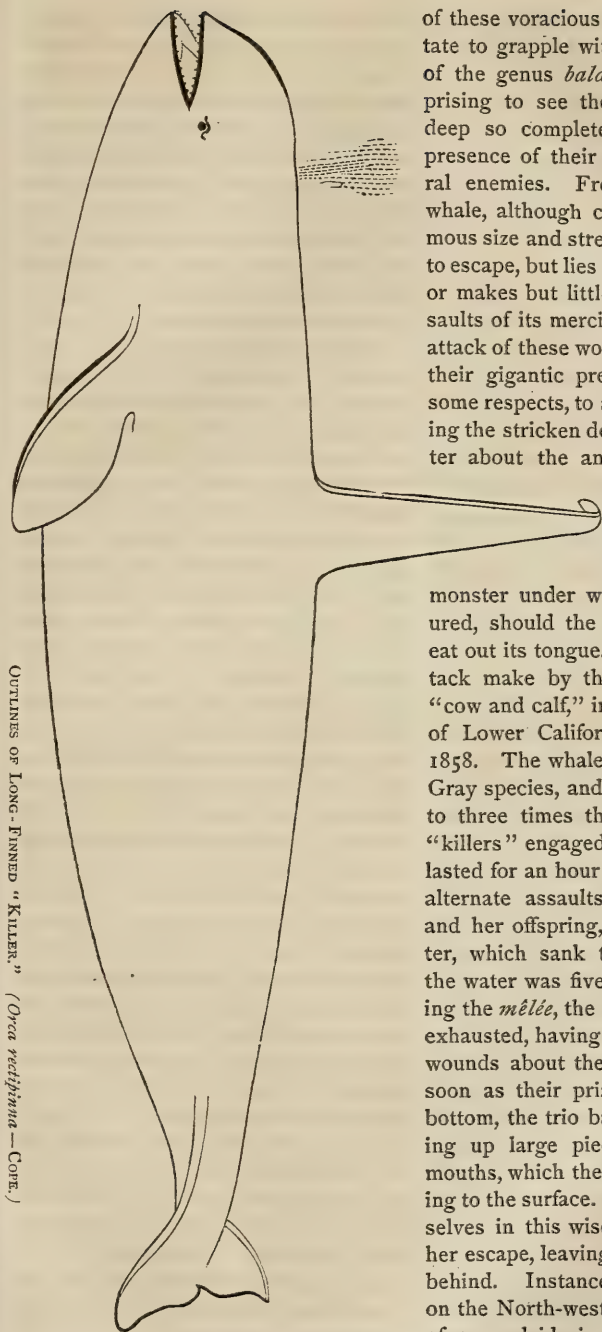 of these voracious
tate to grapple wi
of the genus bala
prising to see the
deep so complete
presence of their
ral enemies. Fr
whale, although c
mous size and stre
to escape, but lies
or makes but littl
saults of its merci
attack of these wo
their gigantic pre
some respects, to
ing the stricken de
ter about the an
monster under w
ured, should the
eat out its tongue.
tack make by th
“cow and calf,” in
of Lower Califor
1858. The whale
Gray species, and
to three times th
“killers” engaged
lasted for an hour
alternate assaults
and her offspring,
ter, which sank t
the water was five
ing the mêlée, the
exhausted, having
wounds about the
soon as their pri
bottom, the trio b
ing up large pie
mouths, which the
ing to the surface.
selves in this wis
her escape, leaving
behind. Instanc
on the North-west
OUTLINES OF LONG-FINNED “KILLER.” (Orca rectipinna — COPE.)